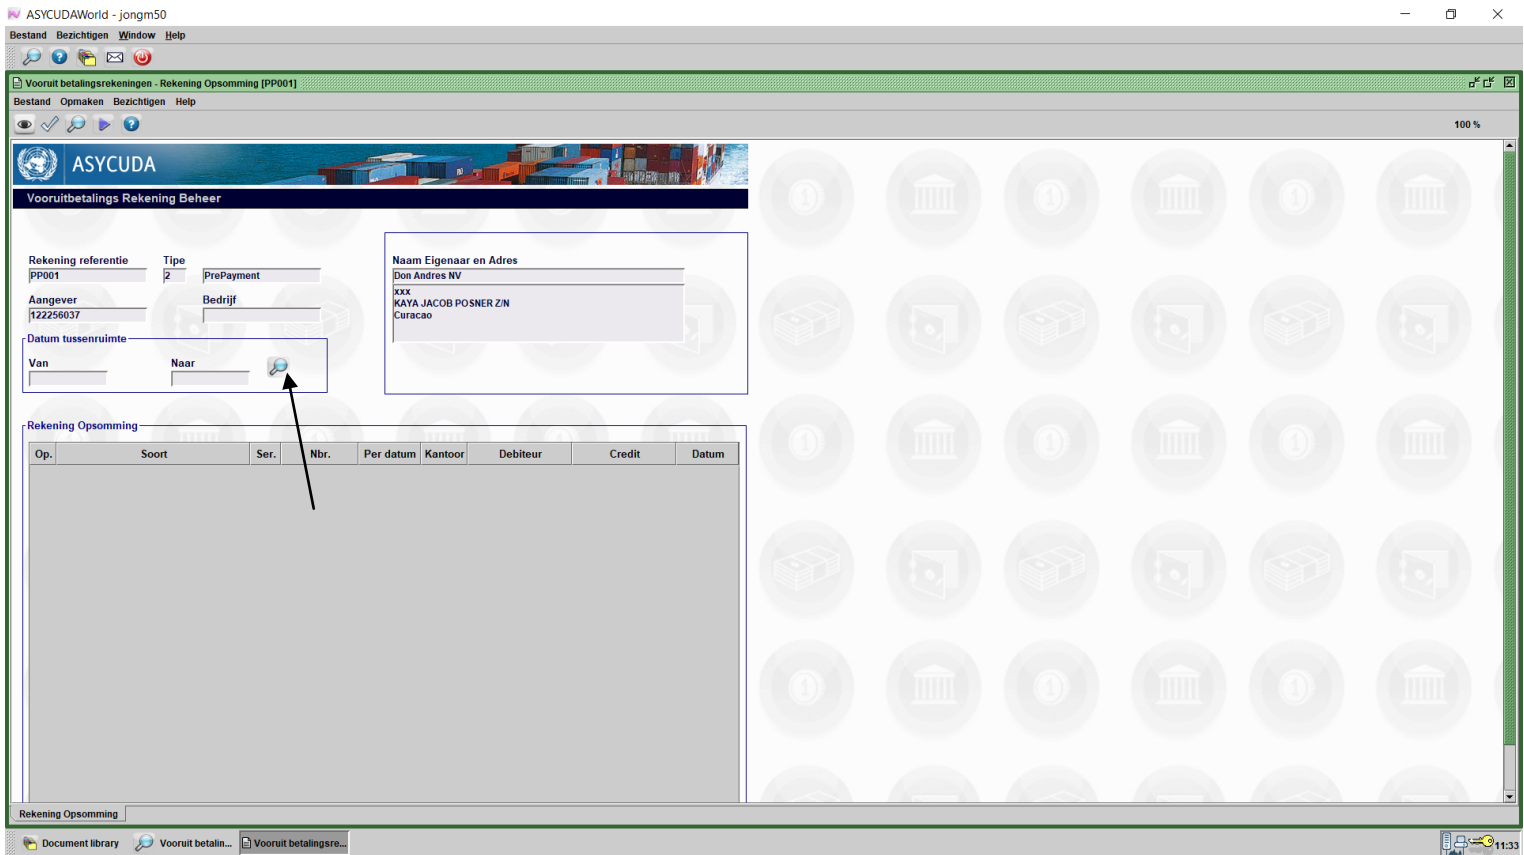 ASYCUDAWorld - jongm50
Bestand Bezichtigen Window Help
Vooruit betalingsrekeningen - Rekening Opsomming [PP001]
Bestand Opmaken Bezichtigen Help
100 %
ASYCUDA
Vooruitbetalings Rekening Beheer
Rekening referentie Tipe
PP001 2 PrePayment
Aangever Bedrijf
122256037
Naam Eigenaar en Adres
Don Andres NV
xxx
KAYA JACOB POSNER Z/N
Curacao
Datum tussenruimte
Van Naar
Rekening Opsomming
Op. Soort Ser. Nbr. Per datum Kantoor Debiteur Credit Datum
Rekening Opsomming
Document library Vooruit betalin... Vooruit betalingsre... 11:33